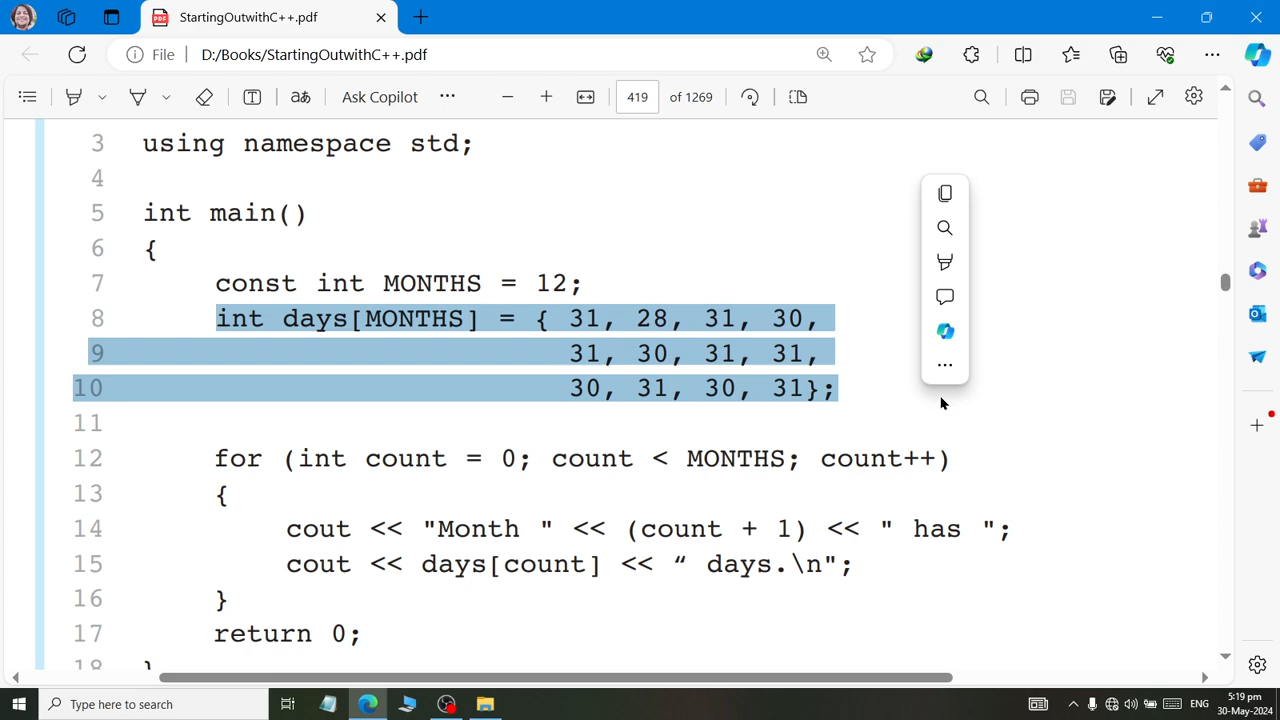 StartingOutwithC++.pdf
File
D:/Books/StartingOutwithC++.pdf
aあ
Ask Copilot
419 of 1269
3 using namespace std;
4
5 int main()
6 {
7 const int MONTHS = 12;
8 int days[MONTHS] = { 31, 28, 31, 30,
9 31, 30, 31, 31,
10 30, 31, 30, 31};
11
12 for (int count = 0; count < MONTHS; count++)
13 {
14 cout << "Month " << (count + 1) << " has ";
15 cout << days[count] << “ days.\n";
16 }
17 return 0;
18 }
Type here to search
ENG
5:19 pm
30-May-2024